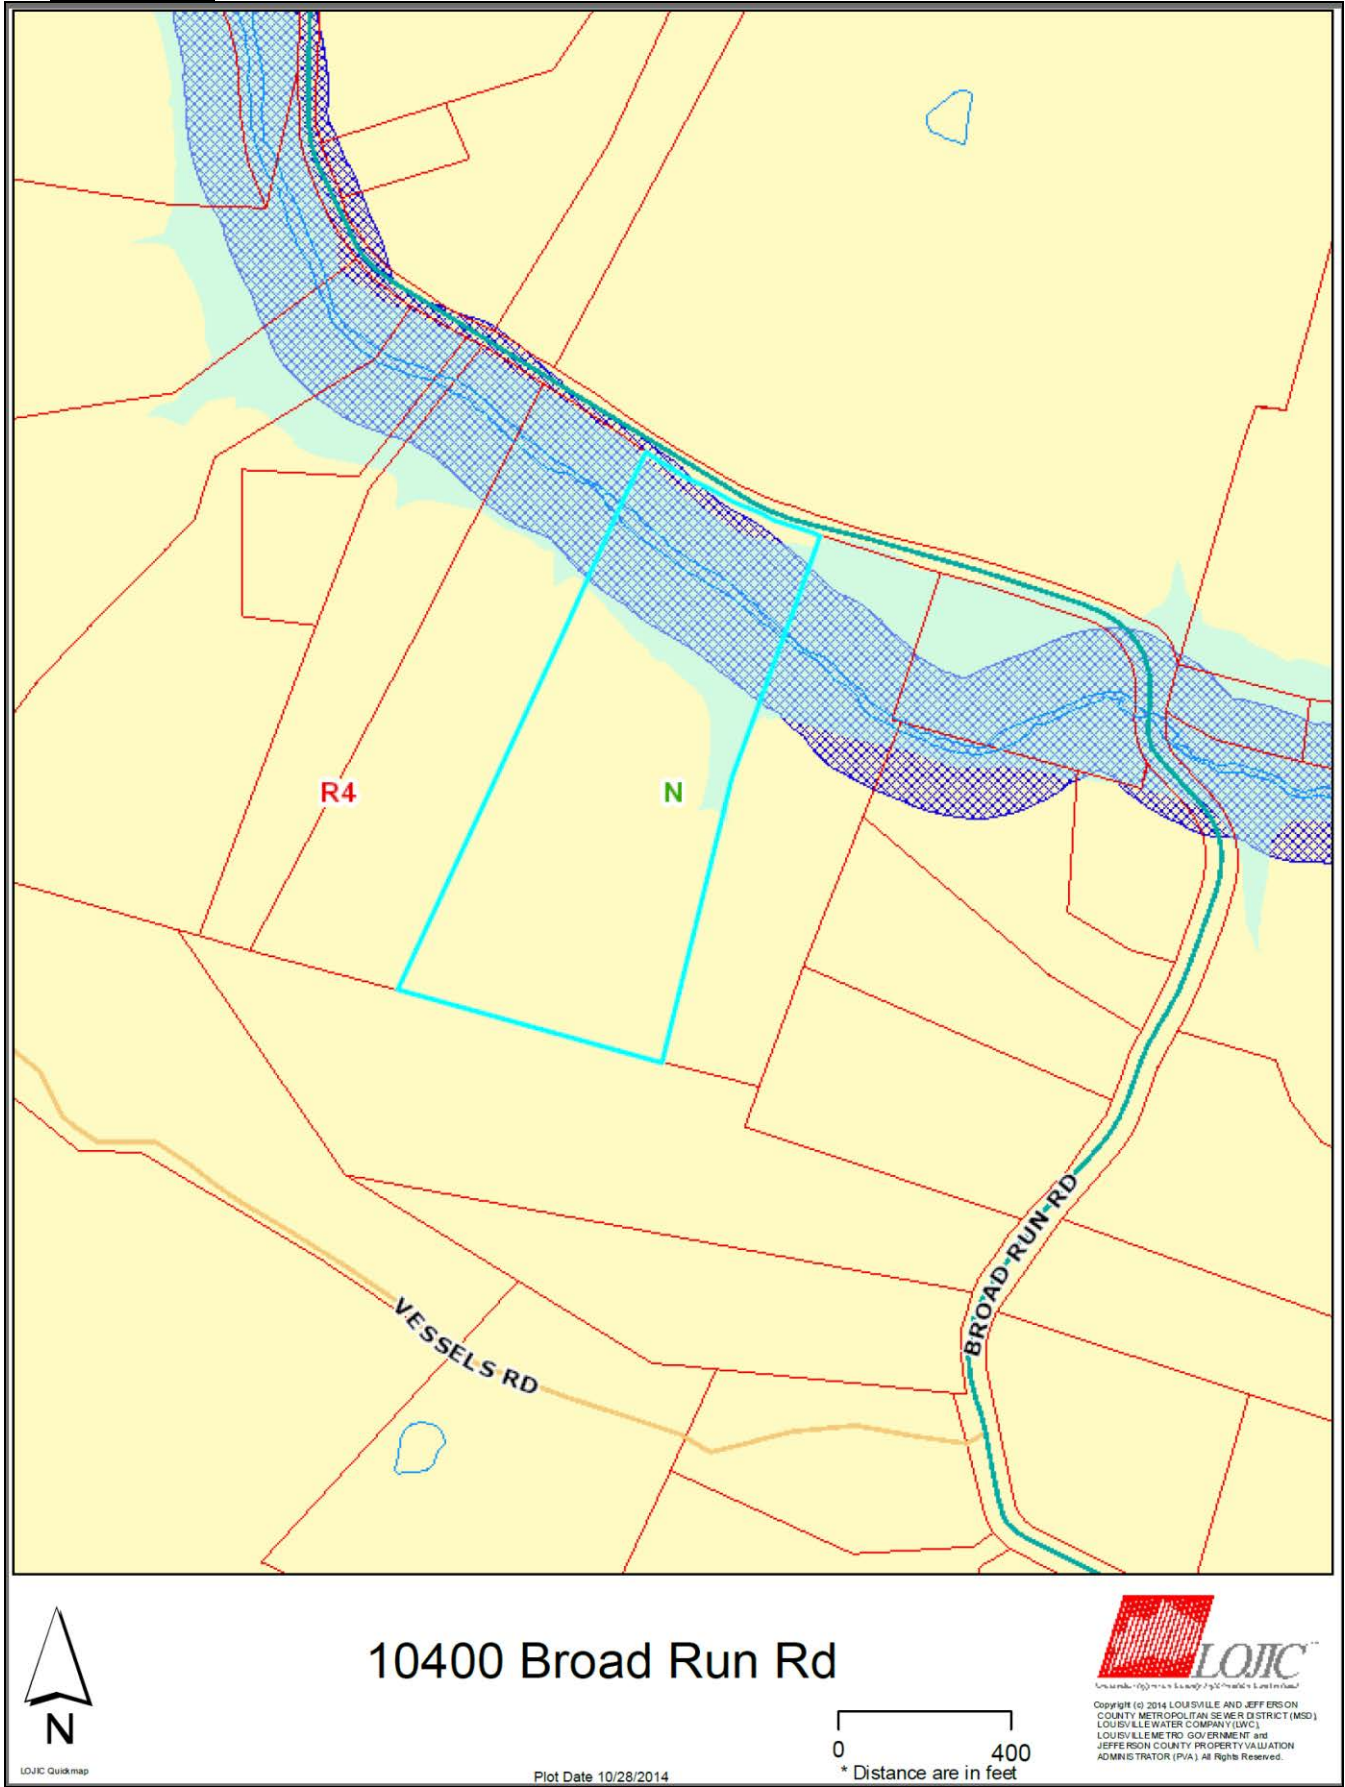 R4
N
VESSELS RD
BROAD RUN RD
N
LOJIC Quickmap
10400 Broad Run Rd
Plot Date 10/28/2014
0 400
* Distance are in feet
LOJIC
Copyright (c) 2014 LOUISVILLE AND JEFFERSON
COUNTY METROPOLITAN SEWER DISTRICT (MSD),
LOUISVILLE WATER COMPANY (LWC),
LOUISVILLE METRO GOVERNMENT and
JEFFERSON COUNTY PROPERTY VALUATION
ADMINISTRATOR (PVA). All Rights Reserved.